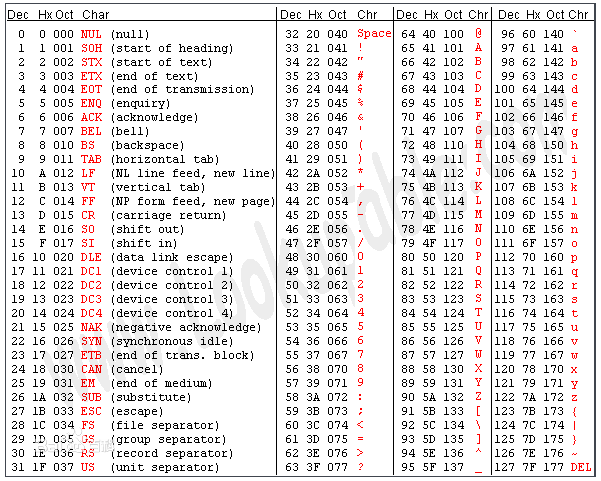 Dec Hx Oct Char Dec Hx Oct Chr Dec Hx Oct Chr Dec Hx Oct Chr
0 0 000 NUL (null) 32 20 040 Space 64 40 100 @ 96 60 140 `
1 1 001 SOH (start of heading) 33 21 041 ! 65 41 101 A 97 61 141 a
2 2 002 STX (start of text) 34 22 042 " 66 42 102 B 98 62 142 b
3 3 003 ETX (end of text) 35 23 043 # 67 43 103 C 99 63 143 c
4 4 004 EOT (end of transmission) 36 24 044 $ 68 44 104 D 100 64 144 d
5 5 005 ENQ (enquiry) 37 25 045 % 69 45 105 E 101 65 145 e
6 6 006 ACK (acknowledge) 38 26 046 & 70 46 106 F 102 66 146 f
7 7 007 BEL (bell) 39 27 047 ' 71 47 107 G 103 67 147 g
8 8 010 BS (backspace) 40 28 050 ( 72 48 110 H 104 68 150 h
9 9 011 TAB (horizontal tab) 41 29 051 ) 73 49 111 I 105 69 151 i
10 A 012 LF (NL line feed, new line) 42 2A 052 * 74 4A 112 J 106 6A 152 j
11 B 013 VT (vertical tab) 43 2B 053 + 75 4B 113 K 107 6B 153 k
12 C 014 FF (NP form feed, new page) 44 2C 054 , 76 4C 114 L 108 6C 154 l
13 D 015 CR (carriage return) 45 2D 055 - 77 4D 115 M 109 6D 155 m
14 E 016 SO (shift out) 46 2E 056 . 78 4E 116 N 110 6E 156 n
15 F 017 SI (shift in) 47 2F 057 / 79 4F 117 O 111 6F 157 o
16 10 020 DLE (data link escape) 48 30 060 0 80 50 120 P 112 70 160 p
17 11 021 DC1 (device control 1) 49 31 061 1 81 51 121 Q 113 71 161 q
18 12 022 DC2 (device control 2) 50 32 062 2 82 52 122 R 114 72 162 r
19 13 023 DC3 (device control 3) 51 33 063 3 83 53 123 S 115 73 163 s
20 14 024 DC4 (device control 4) 52 34 064 4 84 54 124 T 116 74 164 t
21 15 025 NAK (negative acknowledge) 53 35 065 5 85 55 125 U 117 75 165 u
22 16 026 SYN (synchronous idle) 54 36 066 6 86 56 126 V 118 76 166 v
23 17 027 ETB (end of trans. block) 55 37 067 7 87 57 127 W 119 77 167 w
24 18 030 CAN (cancel) 56 38 070 8 88 58 130 X 120 78 170 x
25 19 031 EM (end of medium) 57 39 071 9 89 59 131 Y 121 79 171 y
26 1A 032 SUB (substitute) 58 3A 072 : 90 5A 132 Z 122 7A 172 z
27 1B 033 ESC (escape) 59 3B 073 ; 91 5B 133 [ 123 7B 173 {
28 1C 034 FS (file separator) 60 3C 074 < 92 5C 134 \ 124 7C 174 |
29 1D 035 GS (group separator) 61 3D 075 = 93 5D 135 ] 125 7D 175 }
30 1E 036 RS (record separator) 62 3E 076 > 94 5E 136 ^ 126 7E 176 ~
31 1F 037 US (unit separator) 63 3F 077 ? 95 5F 137 _ 127 7F 177 DEL